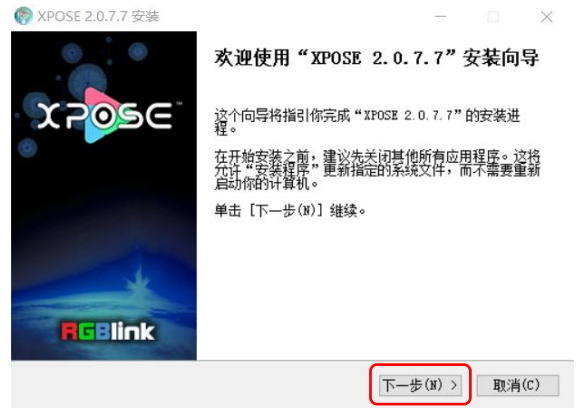 XPOSE 2.0.7.7 安装
欢迎使用“XPOSE 2.0.7.7”安装向导
XPOSE™
这个向导将指引你完成“XPOSE 2.0.7.7”的安装进
程。
在开始安装之前，建议先关闭其他所有应用程序。这将
允许“安装程序”更新指定的系统文件，而不需要重新
启动你的计算机。
单击 [下一步(N)] 继续。
RGBlink
下一步(N) >
取消(C)